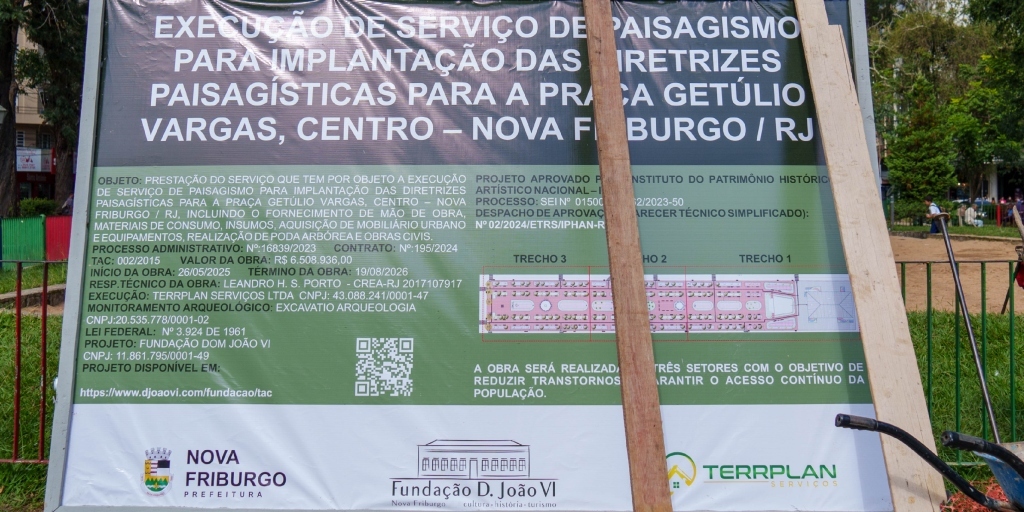 EXECUÇÃO DE SERVIÇO DE PAISAGISMO
PARA IMPLANTAÇÃO DAS DIRETRIZES
PAISAGÍSTICAS PARA A PRAÇA GETÚLIO
VARGAS, CENTRO – NOVA FRIBURGO / RJ
OBJETO: PRESTAÇÃO DO SERVIÇO QUE TEM POR OBJETO A EXECUÇÃO
DE SERVIÇO DE PAISAGISMO PARA IMPLANTAÇÃO DAS DIRETRIZES
PAISAGÍSTICAS PARA A PRAÇA GETULIO VARGAS, CENTRO – NOVA
FRIBURGO / RJ, INCLUINDO O FORNECIMENTO DE MÃO DE OBRA,
MATERIAIS DE CONSUMO, INSUMOS, AQUISIÇÃO DE MOBILIÁRIO URBANO
E EQUIPAMENTOS, REALIZAÇÃO DE PODA ARBÓREA E OBRAS CIVIS.
PROCESSO ADMINISTRATIVO: Nº:16839/2023 CONTRATO: Nº:195/2024
TAC: 002/2015 VALOR DA OBRA: R$ 6.508.936,00
INÍCIO DA OBRA: 26/05/2025 TÉRMINO DA OBRA: 19/08/2026
RESP.TÉCNICO DA OBRA: LEANDRO H. S. PORTO - CREA-RJ 2017107917
EXECUÇÃO: TERRPLAN SERVIÇOS LTDA CNPJ: 43.088.241/0001-47
MONITORAMENTO ARQUEOLÓGICO: EXCAVATIO ARQUEOLOGIA
CNPJ:20.535.778/0001-02
LEI FEDERAL: Nº 3.924 DE 1961
PROJETO: FUNDAÇÃO DOM JOÃO VI
CNPJ: 11.861.795/0001-49
PROJETO DISPONÍVEL EM:
https://www.djoaovi.com/fundacao/tac
PROJETO APROVADO INSTITUTO DO PATRIMÔNIO HISTÓRIC
ARTÍSTICO NACIONAL –
PROCESSO: SEI Nº 01500 2/2023-50
DESPACHO DE APROVAÇ ARECER TÉCNICO SIMPLIFICADO):
Nº 02/2024/ETRS/IPHAN-R
TRECHO 3 HO 2 TRECHO 1
A OBRA SERÁ REALIZADA TRÊS SETORES COM O OBJETIVO DE
REDUZIR TRANSTORNOS ARANTIR O ACESSO CONTÍNUO DA
POPULAÇÃO.
NOVA
FRIBURGO
PREFEITURA
Fundação D. João VI
Nova Friburgo cultura·história·turismo
TERRPLAN
SERVIÇOS